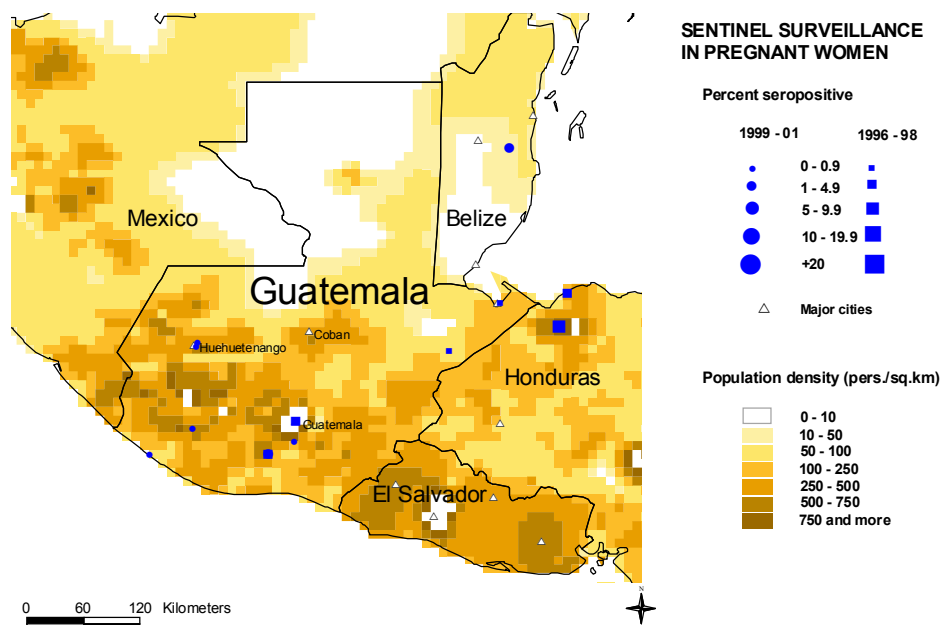 SENTINEL SURVEILLANCE
IN PREGNANT WOMEN
Percent seropositive
1999 - 01 1996 - 98
0 - 0.9
1 - 4.9
5 - 9.9
10 - 19.9
+20
Major cities
Population density (pers./sq.km)
0 - 10
10 - 50
50 - 100
100 - 250
250 - 500
500 - 750
750 and more
Mexico
Belize
Guatemala
Coban
Huehuetenango
Honduras
Guatemala
El Salvador
0 60 120 Kilometers
N